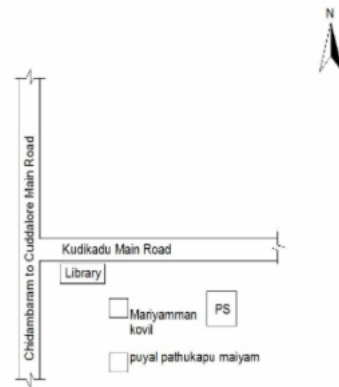 N
Chidambaram to Cuddalore Main Road
Kudikadu Main Road
Library
Mariyamman
kovil
PS
puyal pathukapu maiyam